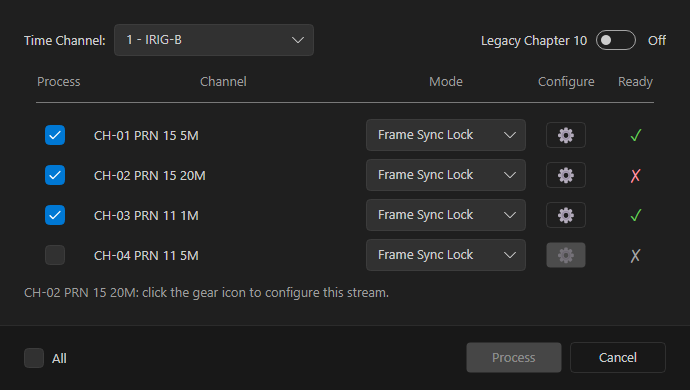 Time Channel: 1 - IRIG-B Legacy Chapter 10 Off
Process Channel Mode Configure Ready
CH-01 PRN 15 5M Frame Sync Lock ✓
CH-02 PRN 15 20M Frame Sync Lock ✗
CH-03 PRN 11 1M Frame Sync Lock ✓
CH-04 PRN 11 5M Frame Sync Lock ✗
CH-02 PRN 15 20M: click the gear icon to configure this stream.
All Process Cancel